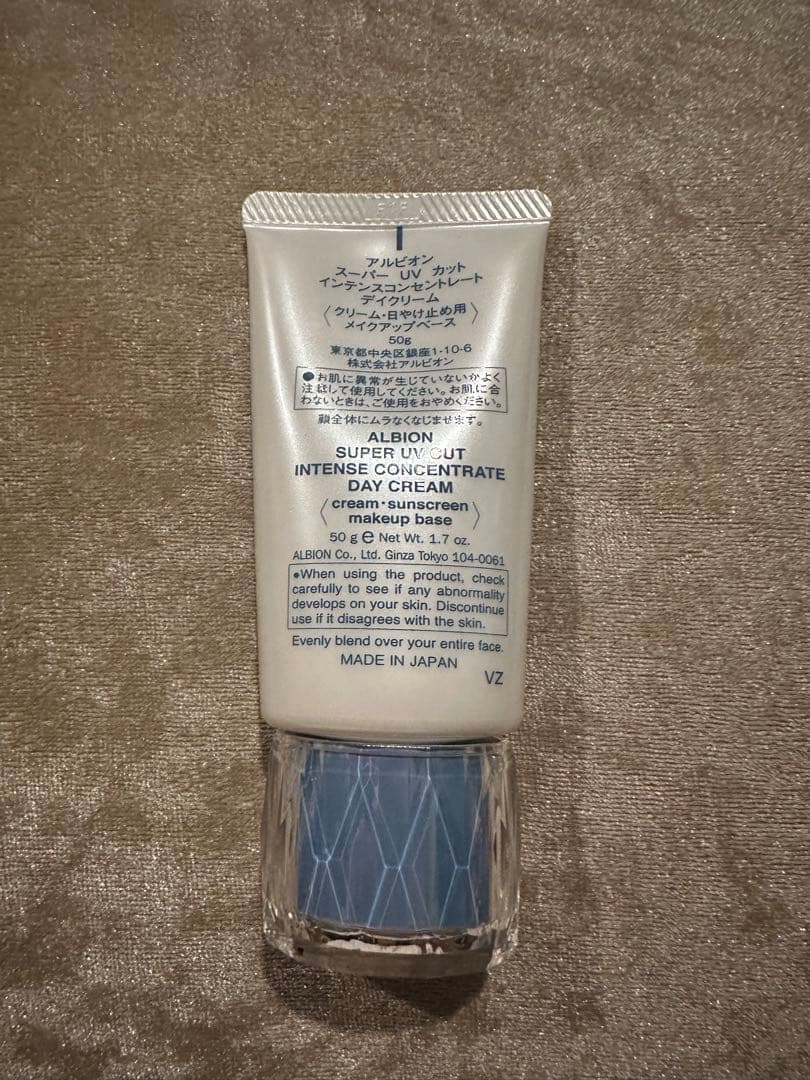 アルビオン
スーパー UV カット
インテンスコンセントレート
デイクリーム
〈クリーム・日やけ止め用
メイクアップベース〉
50g
東京都中央区銀座1-10-6
株式会社アルビオン
●お肌に異常が生じていないかよく
注意して使用してください。お肌に合
わないときは、ご使用をおやめください。
顔全体にムラなくなじませます。
ALBION
SUPER UV CUT
INTENSE CONCENTRATE
DAY CREAM
〈cream・sunscreen
makeup base〉
50 g ℮ Net Wt. 1.7 oz.
ALBION Co., Ltd. Ginza Tokyo 104-0061
●When using the product, check
carefully to see if any abnormality
develops on your skin. Discontinue
use if it disagrees with the skin.
Evenly blend over your entire face.
MADE IN JAPAN
VZ